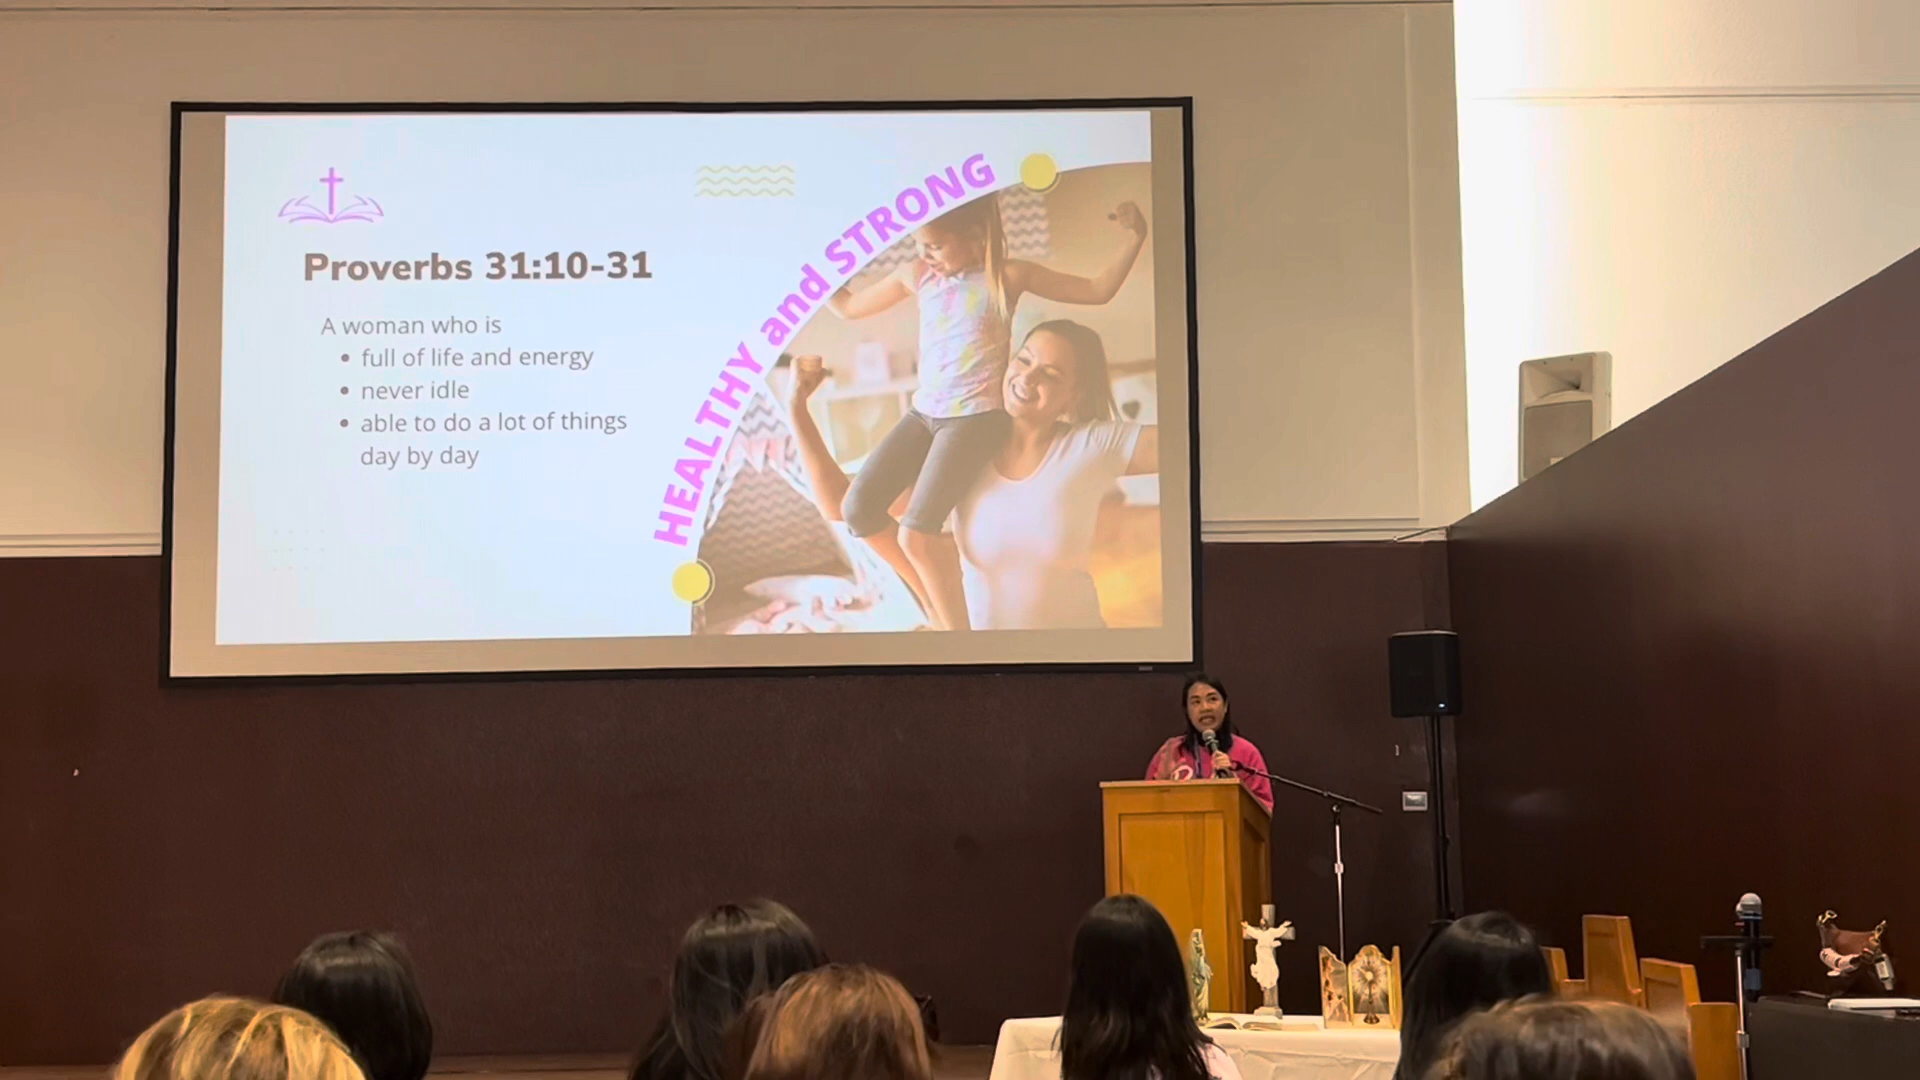 Proverbs 31:10-31
A woman who is
• full of life and energy
• never idle
• able to do a lot of things
day by day
HEALTHY and STRONG